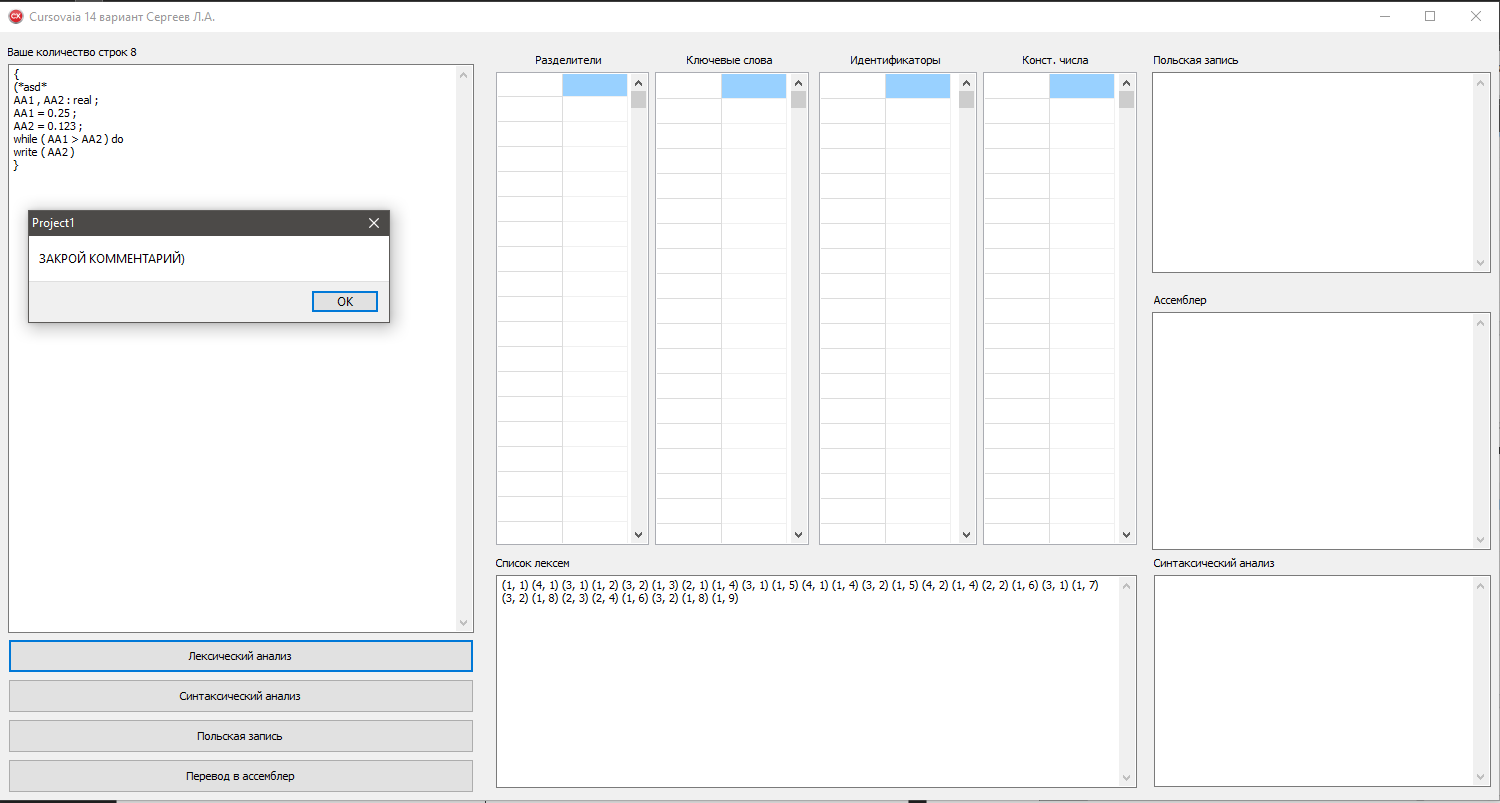 Cursovaia 14 вариант Сергеев Л.А.
Ваше количество строк 8
{
(*asd*
AA1 , AA2 : real ;
AA1 = 0.25 ;
AA2 = 0.123 ;
while ( AA1 > AA2 ) do
write ( AA2 )
}
Project1
ЗАКРОЙ КОММЕНТАРИЙ)
OK
Лексический анализ
Синтаксический анализ
Польская запись
Перевод в ассемблер
Разделители
Ключевые слова
Идентификаторы
Конст. числа
Список лексем
(1, 1) (4, 1) (3, 1) (1, 2) (3, 2) (1, 3) (2, 1) (1, 4) (3, 1) (1, 5) (4, 1) (1, 4) (3, 2) (1, 5) (4, 2) (1, 4) (2, 2) (1, 6) (3, 1) (1, 7)
(3, 2) (1, 8) (2, 3) (2, 4) (1, 6) (3, 2) (1, 8) (1, 9)
Польская запись
Ассемблер
Синтаксический анализ